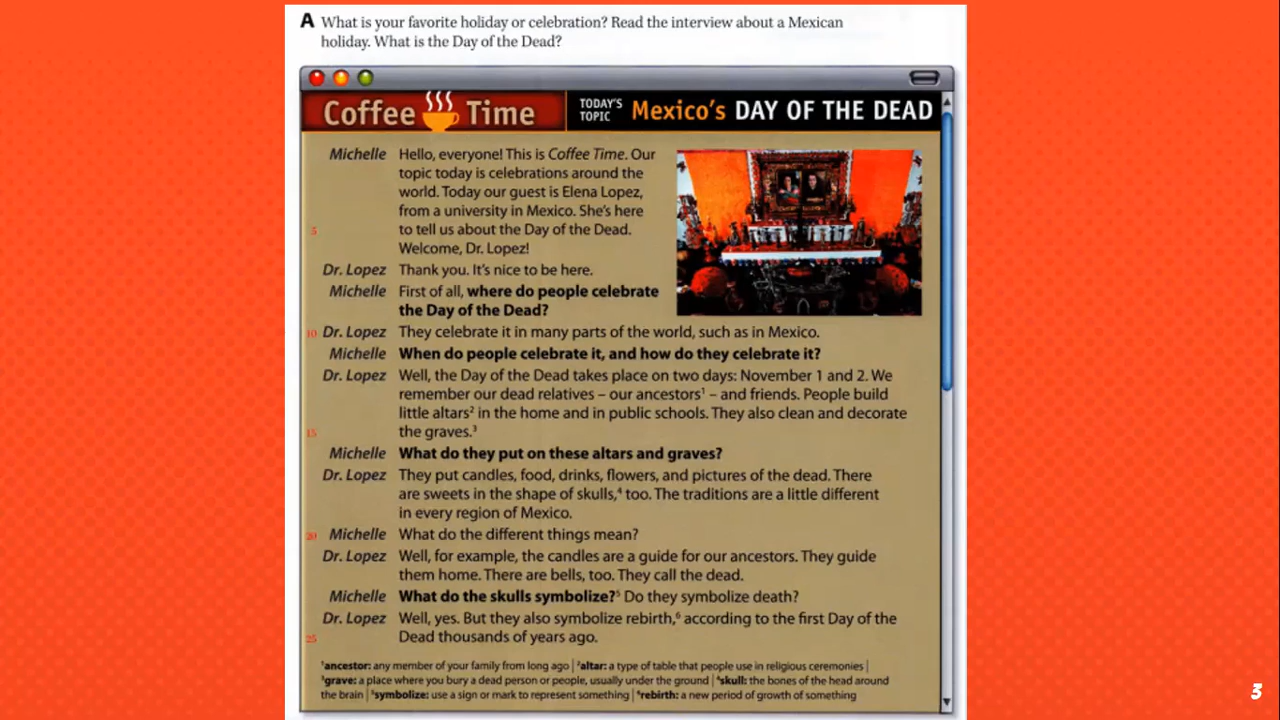 A What is your favorite holiday or celebration? Read the interview about a Mexican
holiday. What is the Day of the Dead?
Coffee Time TODAY'S TOPIC Mexico's DAY OF THE DEAD
Michelle Hello, everyone! This is Coffee Time. Our
topic today is celebrations around the
world. Today our guest is Elena Lopez,
from a university in Mexico. She's here
5 to tell us about the Day of the Dead.
Welcome, Dr. Lopez!
Dr. Lopez Thank you. It's nice to be here.
Michelle First of all, where do people celebrate
the Day of the Dead?
10 Dr. Lopez They celebrate it in many parts of the world, such as in Mexico.
Michelle When do people celebrate it, and how do they celebrate it?
Dr. Lopez Well, the Day of the Dead takes place on two days: November 1 and 2. We
remember our dead relatives – our ancestors¹ – and friends. People build
little altars² in the home and in public schools. They also clean and decorate
15 the graves.³
Michelle What do they put on these altars and graves?
Dr. Lopez They put candles, food, drinks, flowers, and pictures of the dead. There
are sweets in the shape of skulls,⁴ too. The traditions are a little different
in every region of Mexico.
20 Michelle What do the different things mean?
Dr. Lopez Well, for example, the candles are a guide for our ancestors. They guide
them home. There are bells, too. They call the dead.
Michelle What do the skulls symbolize?⁵ Do they symbolize death?
Dr. Lopez Well, yes. But they also symbolize rebirth,⁶ according to the first Day of the
25 Dead thousands of years ago.
¹ancestor: any member of your family from long ago | ²altar: a type of table that people use in religious ceremonies |
³grave: a place where you bury a dead person or people, usually under the ground | ⁴skull: the bones of the head around
the brain | ⁵symbolize: use a sign or mark to represent something | ⁶rebirth: a new period of growth of something
3